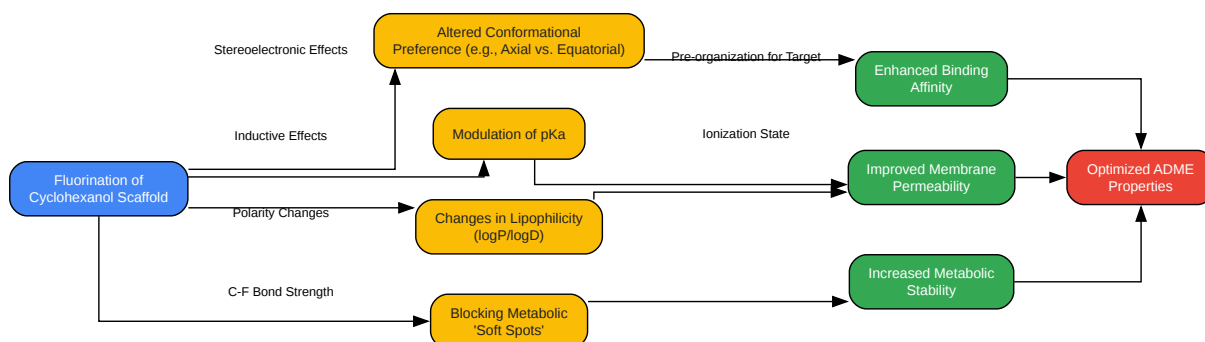 Altered Conformational
Preference (e.g., Axial vs. Equatorial)
Stereoelectronic Effects
Pre-organization for Target
Enhanced Binding
Affinity
Inductive Effects
Modulation of pKa
Ionization State
Fluorination of
Cyclohexanol Scaffold
Improved Membrane
Permeability
Optimized ADME
Properties
Polarity Changes
Changes in Lipophilicity
(logP/logD)
Increased Metabolic
Stability
C-F Bond Strength
Blocking Metabolic
'Soft Spots'